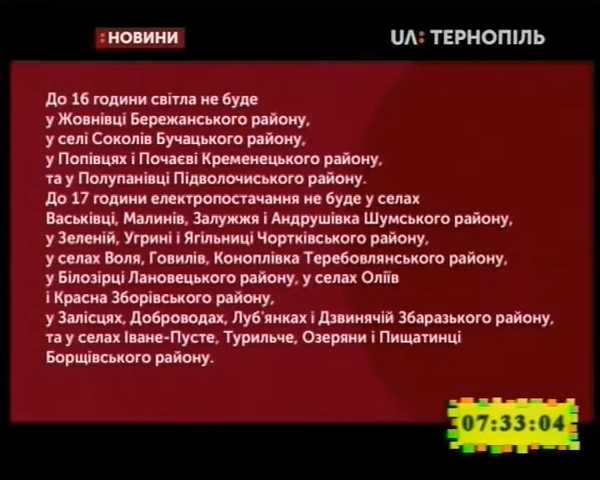 :НОВИНИ
UA: ТЕРНОПІЛЬ
До 16 години світла не буде
у Жовнівці Бережанського району,
у селі Соколів Бучацького району,
у Попівцях і Почаєві Кременецького району,
та у Полупанівці Підволочиського району.
До 17 години електропостачання не буде у селах
Васьківці, Малинів, Залужжя і Андрушівка Шумського району,
у Зеленій, Угрині і Ягільниці Чортківського району,
у селах Воля, Говилів, Коноплівка Теребовлянського району,
у Білозірці Лановецького району, у селах Оліїв
і Красна Зборівського району,
у Залісцях, Доброводах, Луб'янках і Дзвинячій Збаразького району,
та у селах Іване-Пусте, Турильче, Озеряни і Пищатинці
Борщівського району.
07:33:04